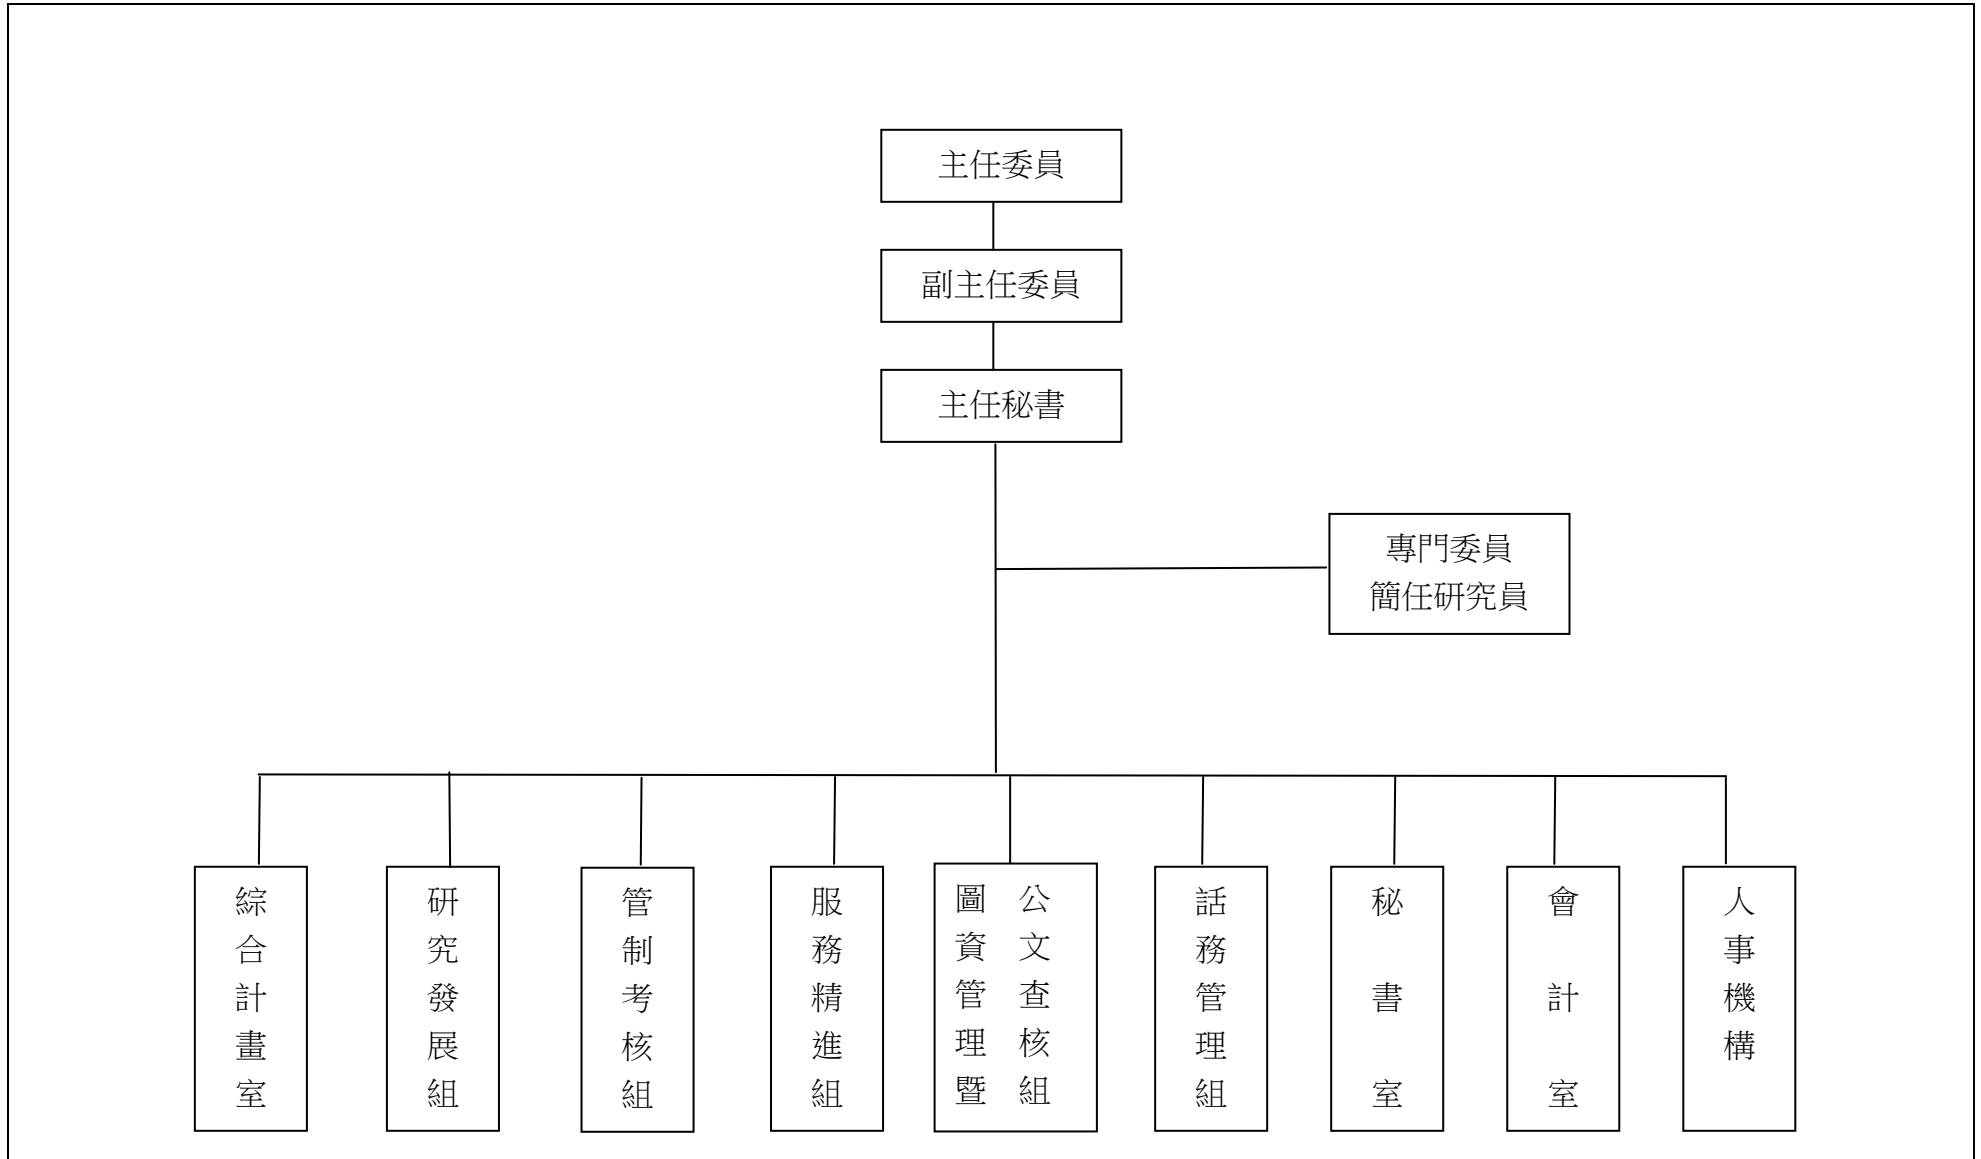 主任委員
副主任委員
主任秘書
專門委員
簡任研究員
綜合計畫室
研究發展組
管制考核組
服務精進組
圖資管理暨
公文查核組
話務管理組
秘書室
會計室
人事機構